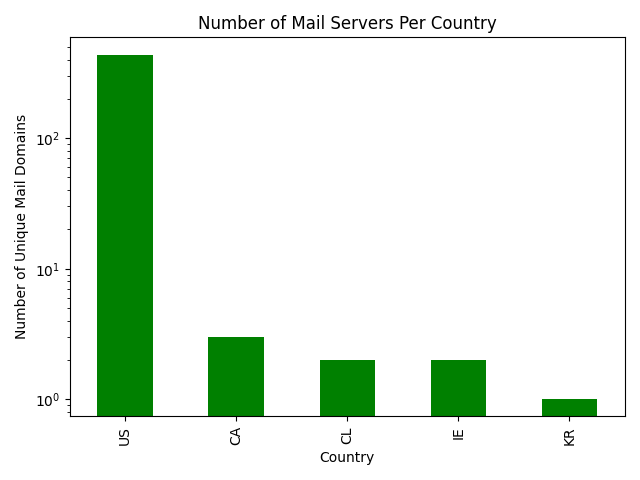 Number of Mail Servers Per Country
Number of Unique Mail Domains
10²
10¹
10⁰
US
CA
CL
IE
KR
Country